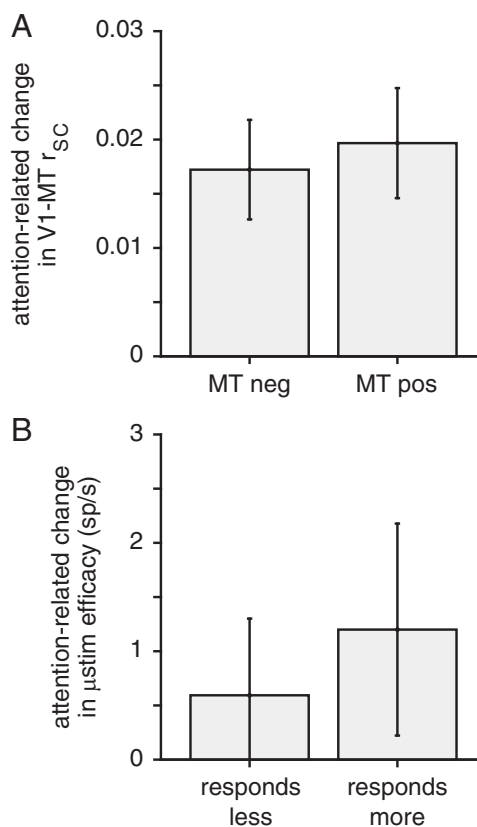 A
attention-related change
in V1-MT rSC
0.03
0.02
0.01
0
MT neg
MT pos
B
attention-related change
in μstim efficacy (sp/s)
3
2
1
0
responds
less
responds
more